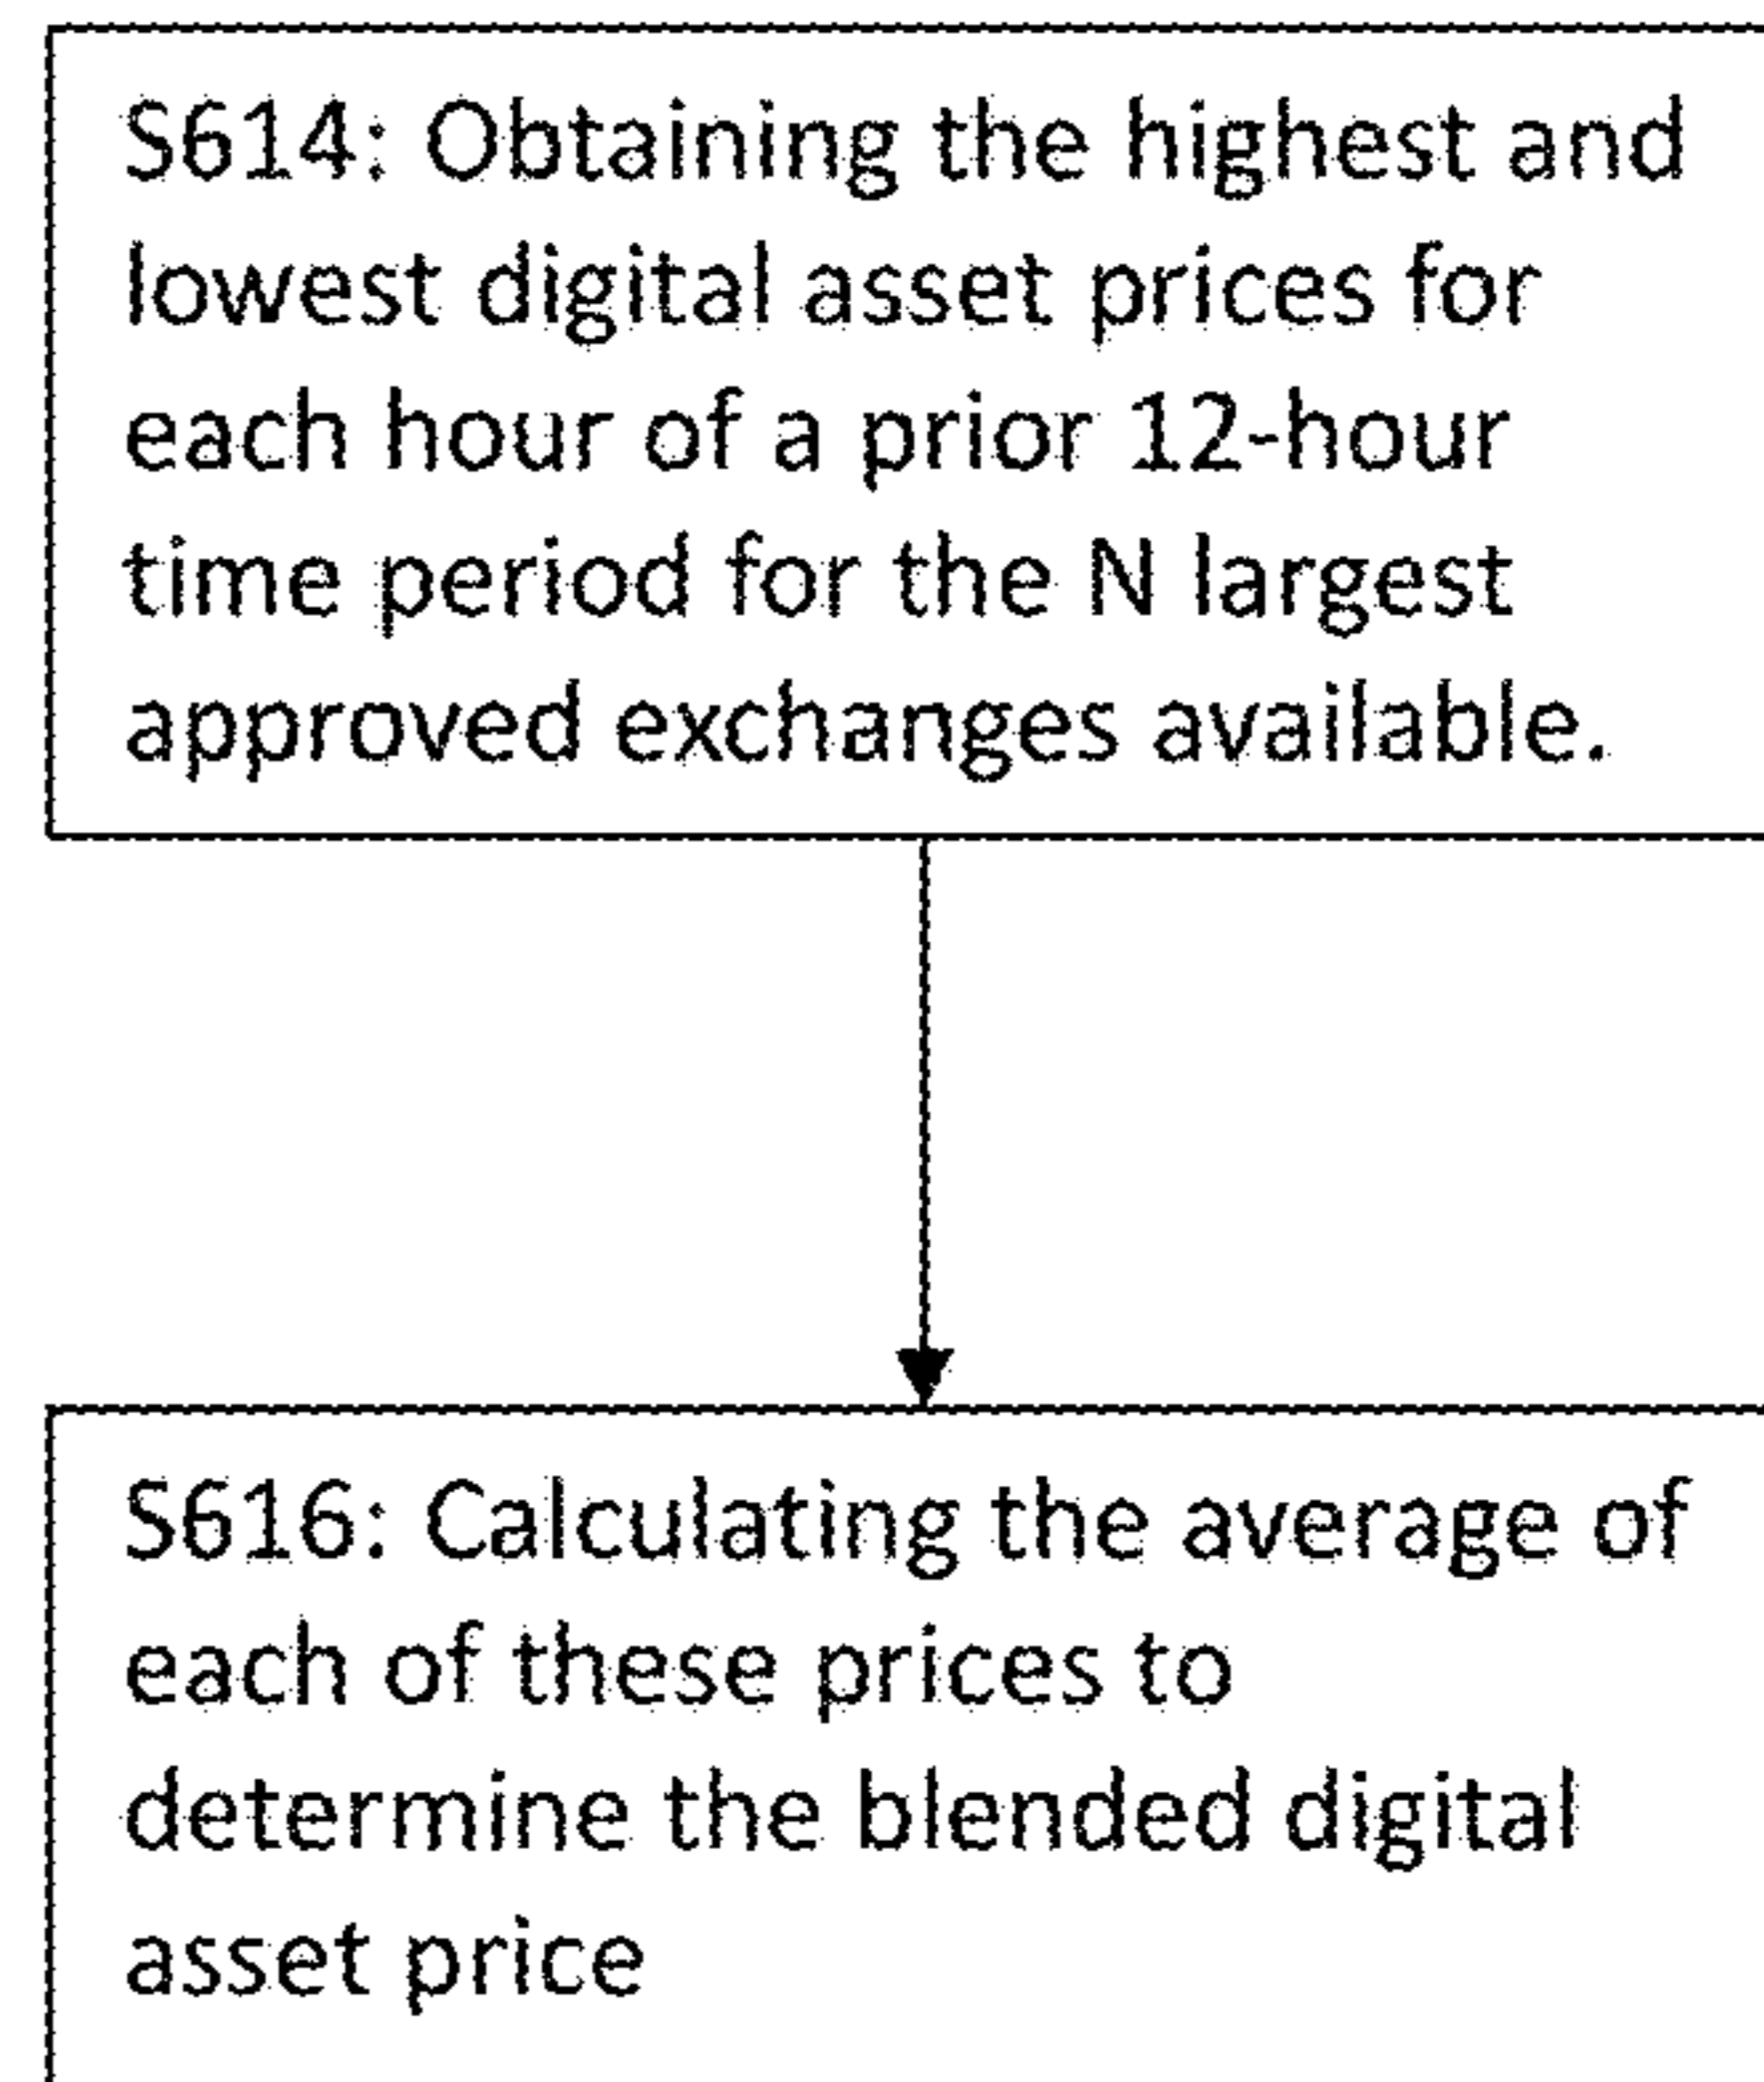 S614: Obtaining the highest and
lowest digital asset prices for
each hour of a prior 12-hour
time period for the N largest
approved exchanges available.
S616: Calculating the average of
each of these prices to
determine the blended digital
asset price